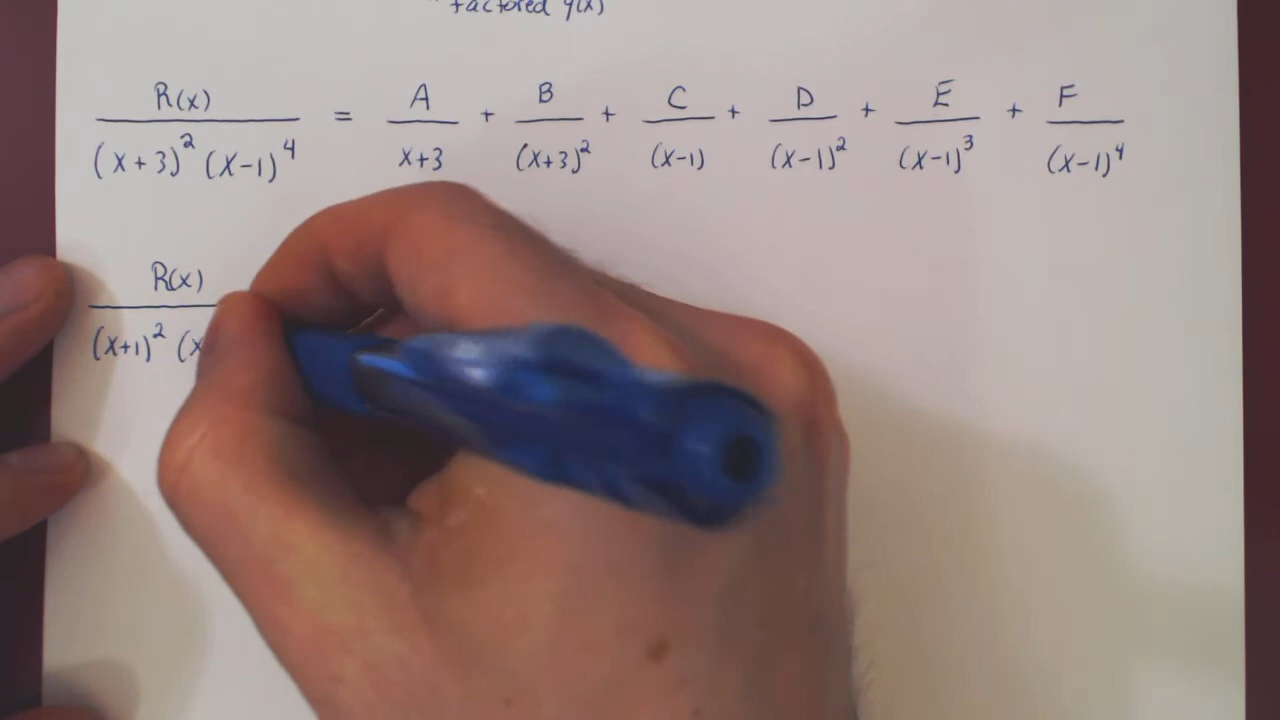 factored q(x)
R(x) / (x+3)² (x-1)⁴ = A / x+3 + B / (x+3)² + C / (x-1) + D / (x-1)² + E / (x-1)³ + F / (x-1)⁴
R(x) / (x+1)² (x